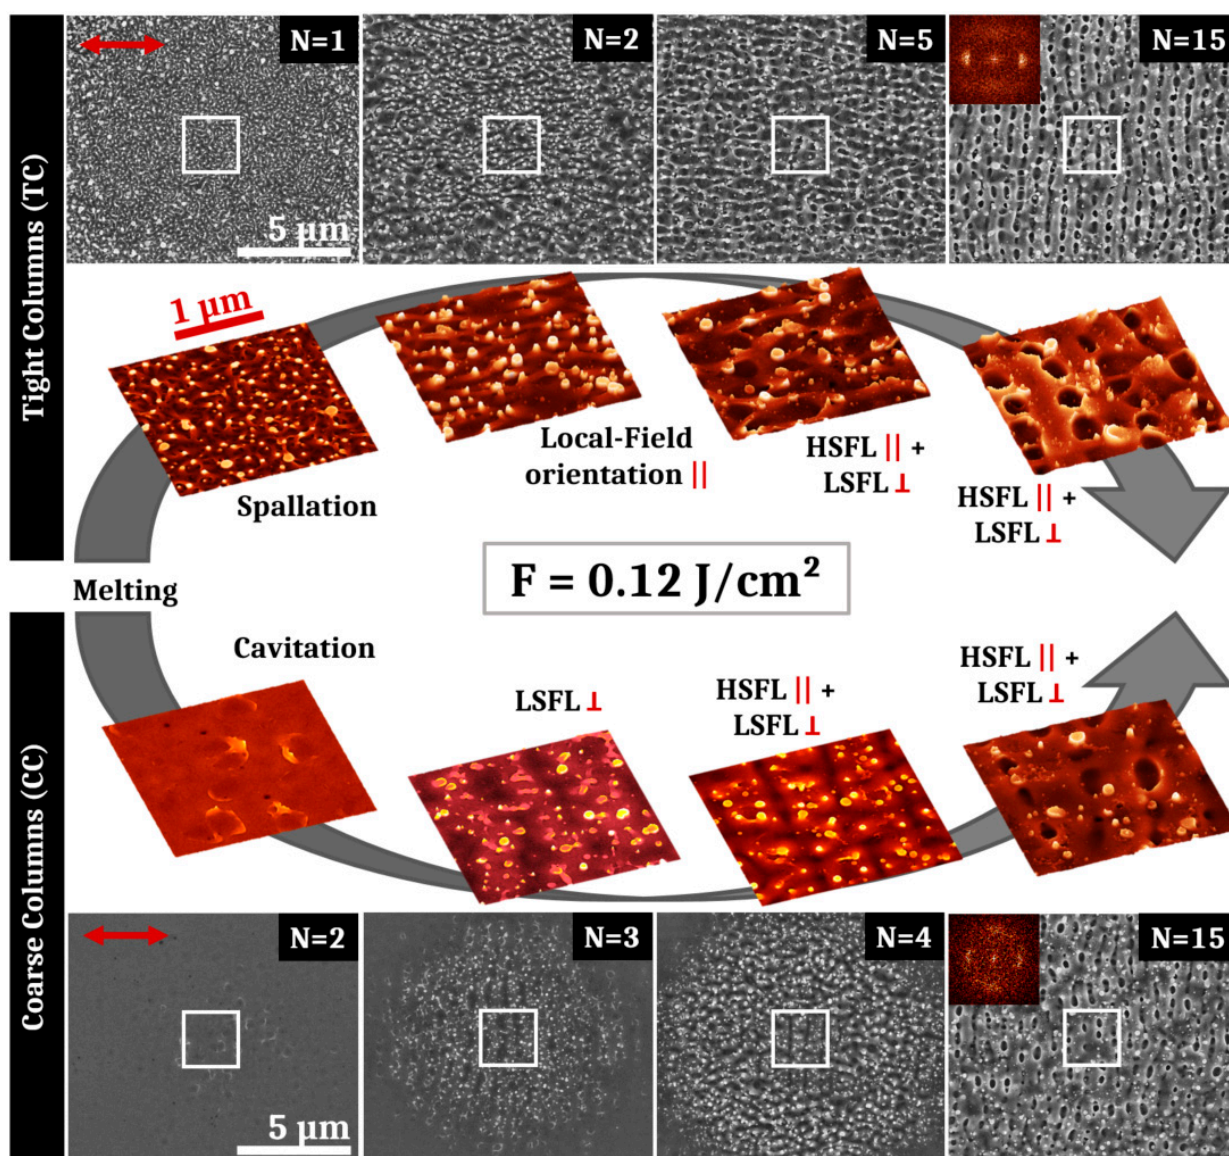 Tight Columns (TC)
N=1
N=2
N=5
N=15
5 μm
1 μm
Spallation
Local-Field
orientation ||
HSFL || +
LSFL ⊥
HSFL || +
LSFL ⊥
Melting
F = 0.12 J/cm²
Coarse Columns (CC)
Cavitation
LSFL ⊥
HSFL || +
LSFL ⊥
HSFL || +
LSFL ⊥
N=2
N=3
N=4
N=15
5 μm